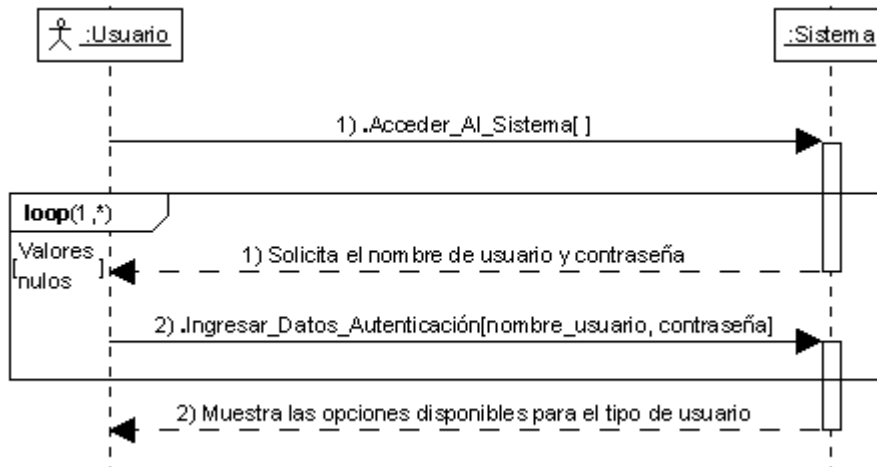 :Usuario
:Sistema
1) .Acceder_Al_Sistema[ ]
loop(1,*)
[Valores nulos]
1) Solicita el nombre de usuario y contraseña
2) .Ingresar_Datos_Autenticación[nombre_usuario, contraseña]
2) Muestra las opciones disponibles para el tipo de usuario